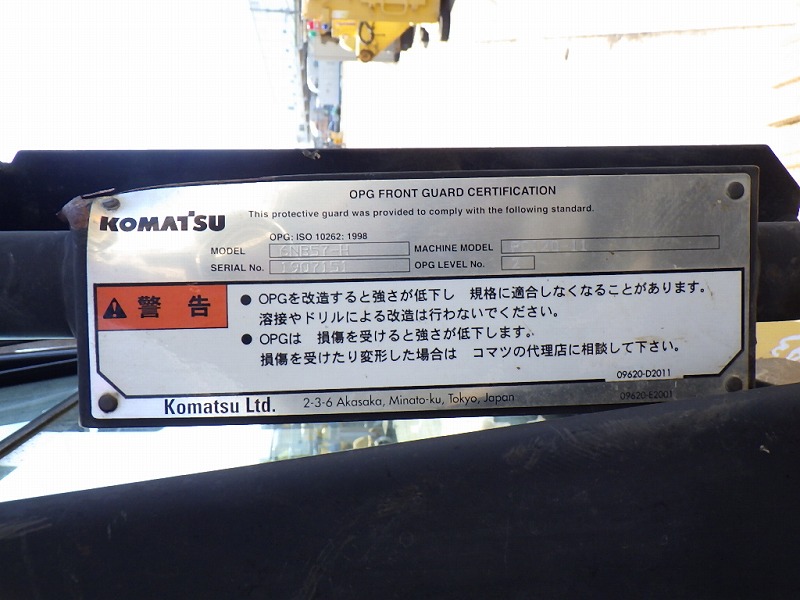 OPG FRONT GUARD CERTIFICATION
KOMATSU
This protective guard was provided to comply with the following standard.
OPG: ISO 10262: 1998
MODEL MACHINE MODEL
SERIAL No. 1907151 OPG LEVEL No. 2
警告
● OPGを改造すると強さが低下し 規格に適合しなくなることがあります。
溶接やドリルによる改造は行わないでください。
● OPGは 損傷を受けると強さが低下します。
損傷を受けたり変形した場合は コマツの代理店に相談して下さい。
09620-D2011
Komatsu Ltd. 2-3-6 Akasaka, Minato-ku, Tokyo, Japan 09620-E2001